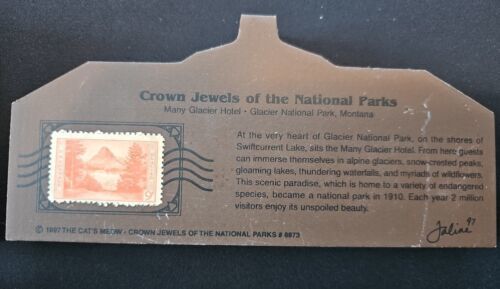 Crown Jewels of the National Parks
Many Glacier Hotel · Glacier National Park, Montana
At the very heart of Glacier National Park, on the shores of
Swiftcurrent Lake, sits the Many Glacier Hotel. From here guests
can immerse themselves in alpine glaciers, snow-crested peaks,
gleaming lakes, thundering waterfalls, and myriads of wildflowers.
This scenic paradise, which is home to a variety of endangered
species, became a national park in 1910. Each year 2 million
visitors enjoy its unspoiled beauty.
© 1997 THE CAT'S MEOW - CROWN JEWELS OF THE NATIONAL PARKS # 6973
Faline 97